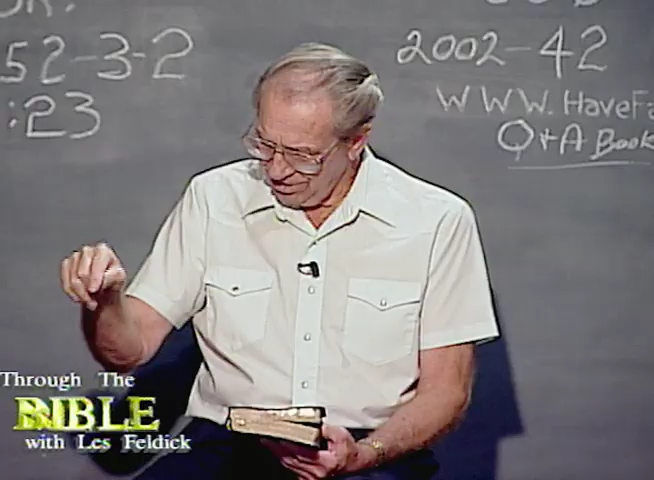 52-3-2
:23
2002-42
WWW.HaveFa
Q+A Book
Through The
BIBLE
with Les Feldick